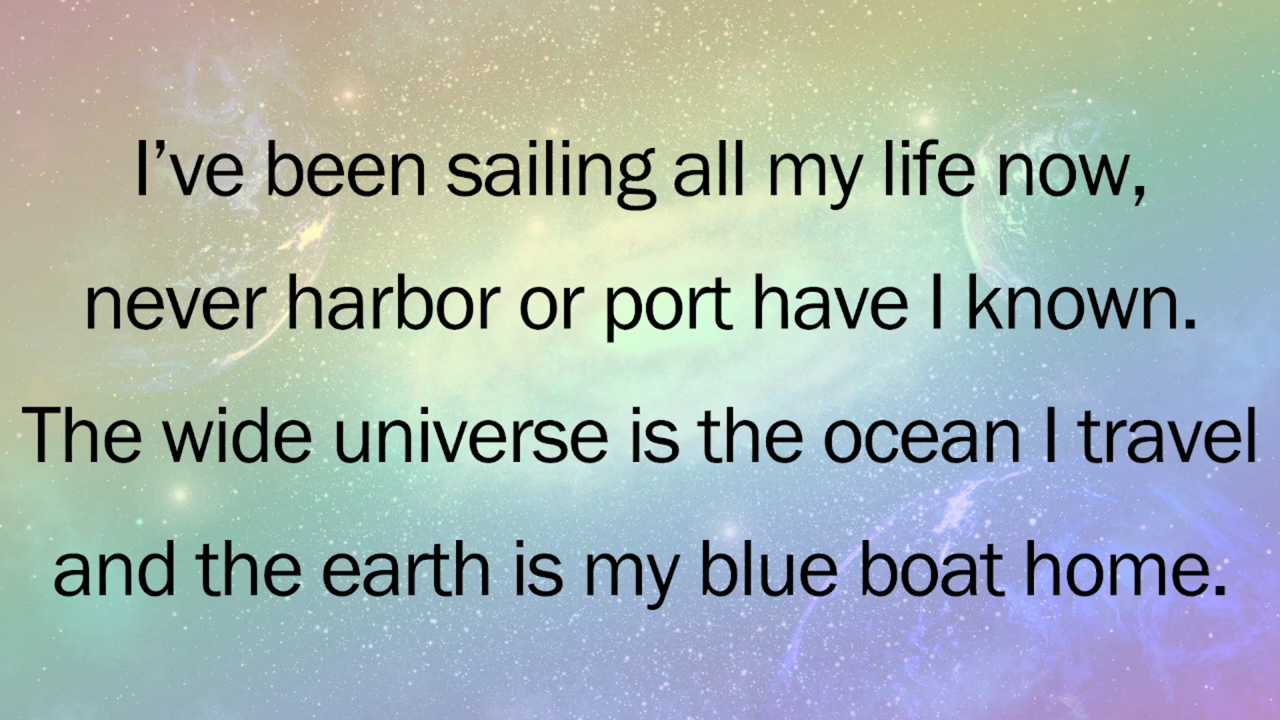 I’ve been sailing all my life now,
never harbor or port have I known.
The wide universe is the ocean I travel
and the earth is my blue boat home.